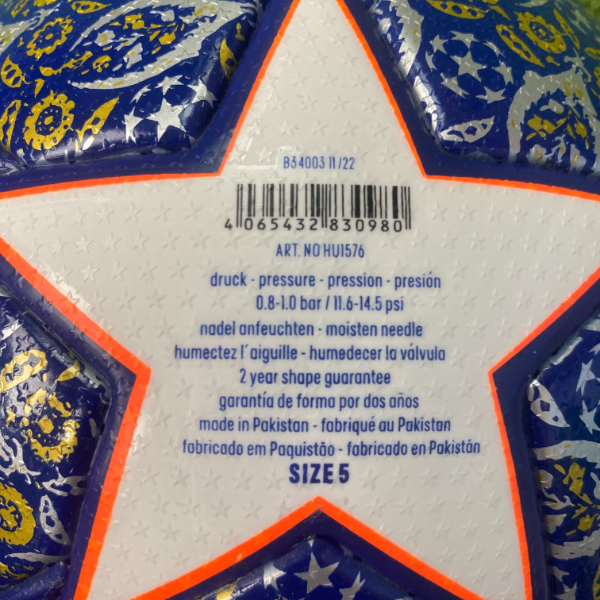 B34003 11/22
4 065432 830980
ART. NO HU1576
druck - pressure - pression - presión
0.8-1.0 bar / 11.6-14.5 psi
nadel anfeuchten - moisten needle
humectez l´aiguille - humedecer la válvula
2 year shape guarantee
garantía de forma por dos años
made in Pakistan - fabriqué au Pakistan
fabricado em Paquistão - fabricado en Pakistán
SIZE 5